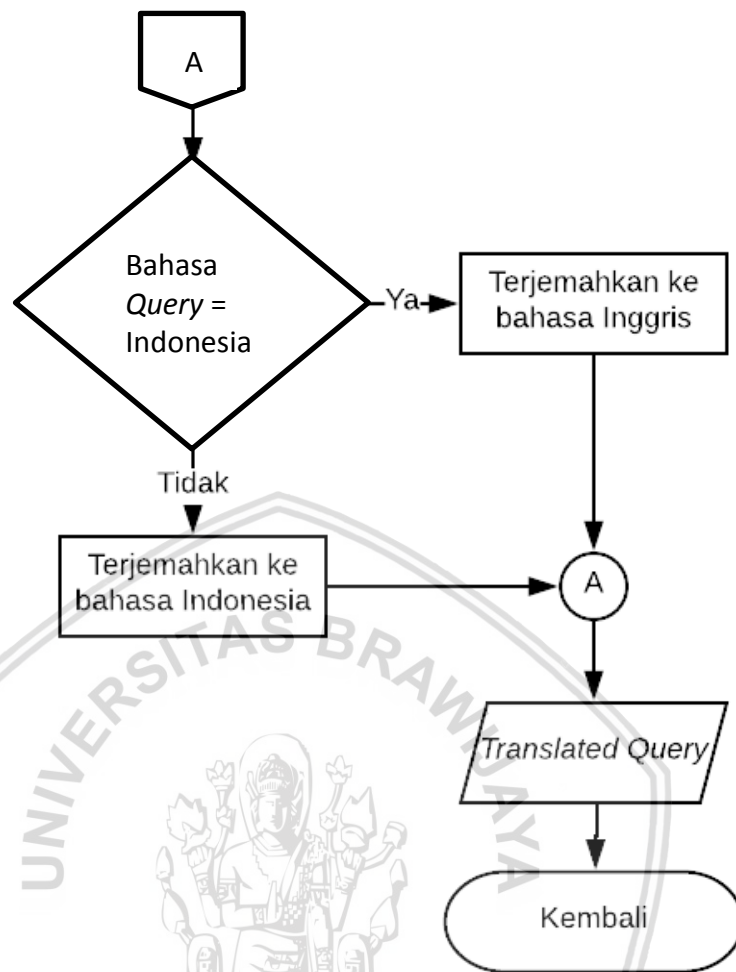 A
Bahasa
Query =
Indonesia
Ya
Terjemahkan ke
bahasa Inggris
Tidak
Terjemahkan ke
bahasa Indonesia
A
Translated Query
Kembali
UNIVERSITAS BRAWIJAYA